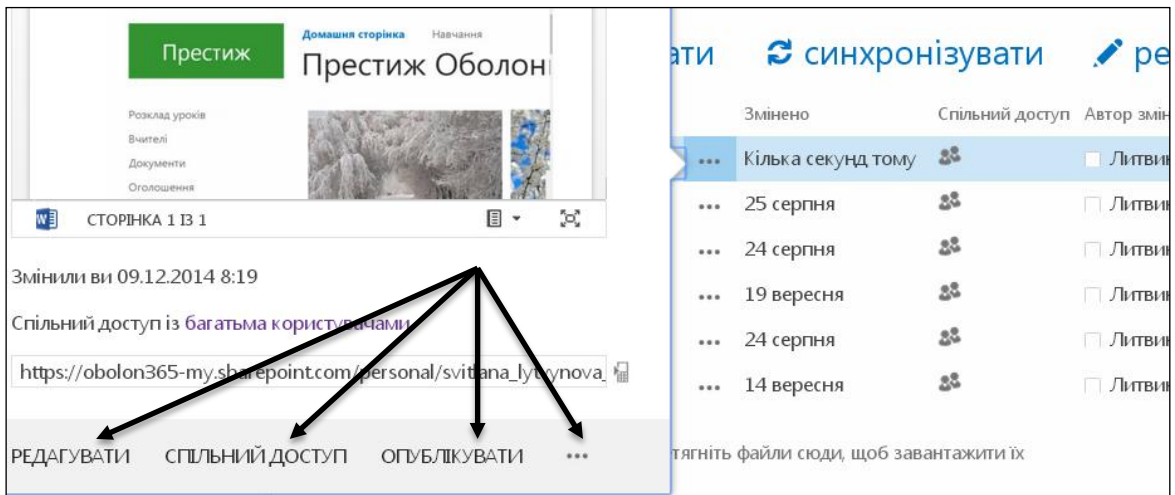 Престиж
Домашня сторінка Навчання
Престиж Оболон
Розклад уроків
Вчителі
Документи
Оголошення
СТОРІНКА 1 ІЗ 1
Змінили ви 09.12.2014 8:19
Спільний доступ із багатьма користувачами
https://obolon365-my.sharepoint.com/personal/svitlana_lytvynova_
РЕДАГУВАТИ СПІЛЬНИЙ ДОСТУП ОПУБЛІКУВАТИ ...
ати синхронізувати ре
Змінено Спільний доступ Автор змін
... Кілька секунд тому Литвин
... 25 серпня Литвин
... 24 серпня Литвин
... 19 вересня Литвин
... 24 серпня Литвин
... 14 вересня Литвин
тягніть файли сюди, щоб завантажити їх